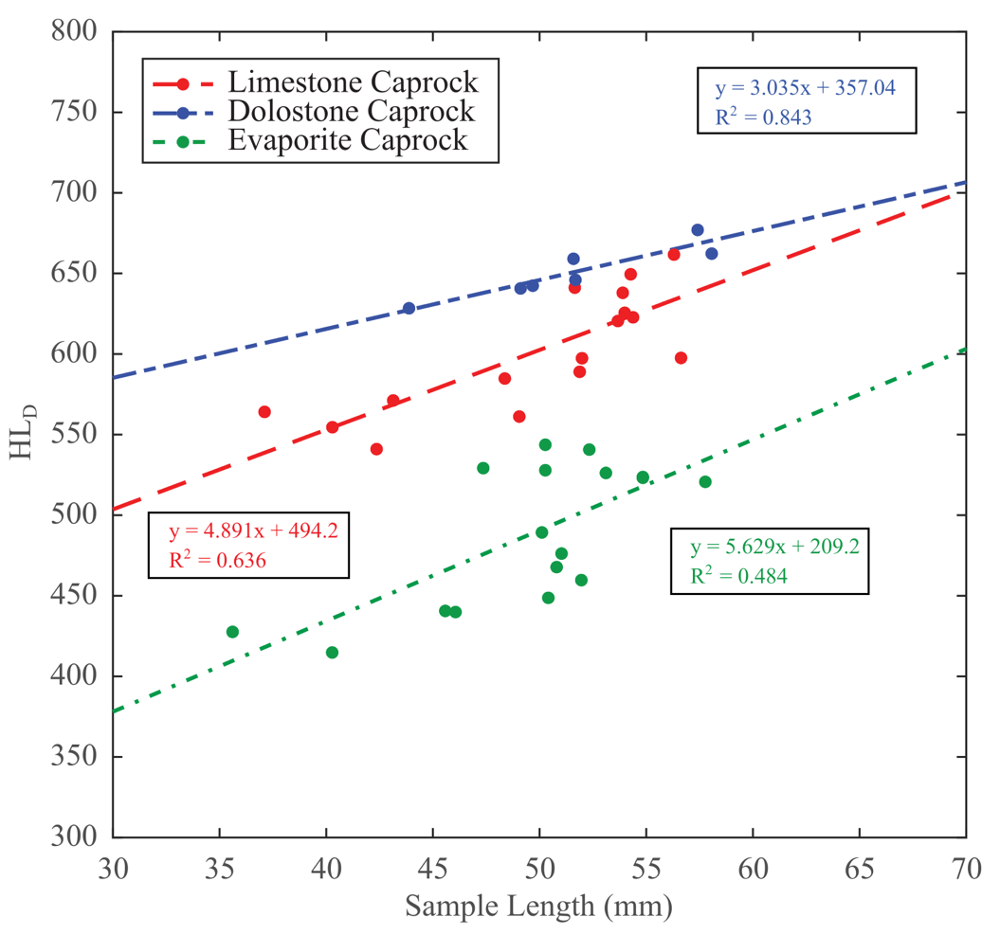 800
750
700
650
600
550
500
450
400
350
300
HL_D
Limestone Caprock
Dolostone Caprock
Evaporite Caprock
y = 3.035x + 357.04
R² = 0.843
y = 4.891x + 494.2
R² = 0.636
y = 5.629x + 209.2
R² = 0.484
30 35 40 45 50 55 60 65 70
Sample Length (mm)